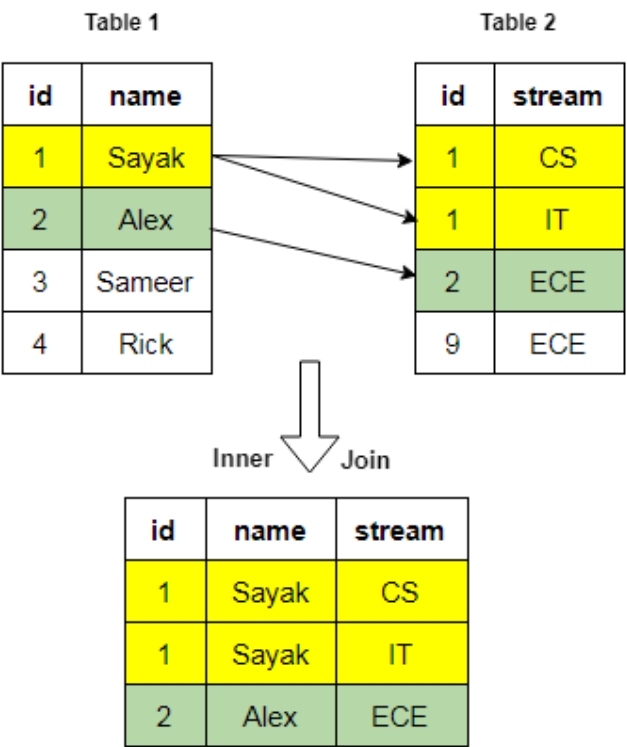 Table 1
Table 2
id name
id stream
1 Sayak
1 CS
2 Alex
1 IT
3 Sameer
2 ECE
4 Rick
9 ECE
Inner Join
id name stream
1 Sayak CS
1 Sayak IT
2 Alex ECE